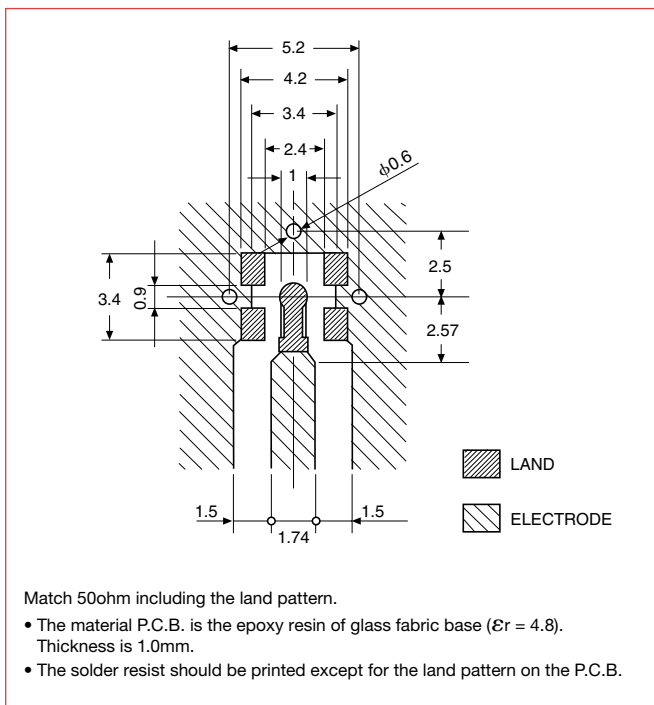 5.2
4.2
3.4
2.4
1
ϕ0.6
2.5
3.4
0.9
2.57
LAND
1.5
1.5
ELECTRODE
1.74
Match 50ohm including the land pattern.
• The material P.C.B. is the epoxy resin of glass fabric base (εr = 4.8).
Thickness is 1.0mm.
• The solder resist should be printed except for the land pattern on the P.C.B.